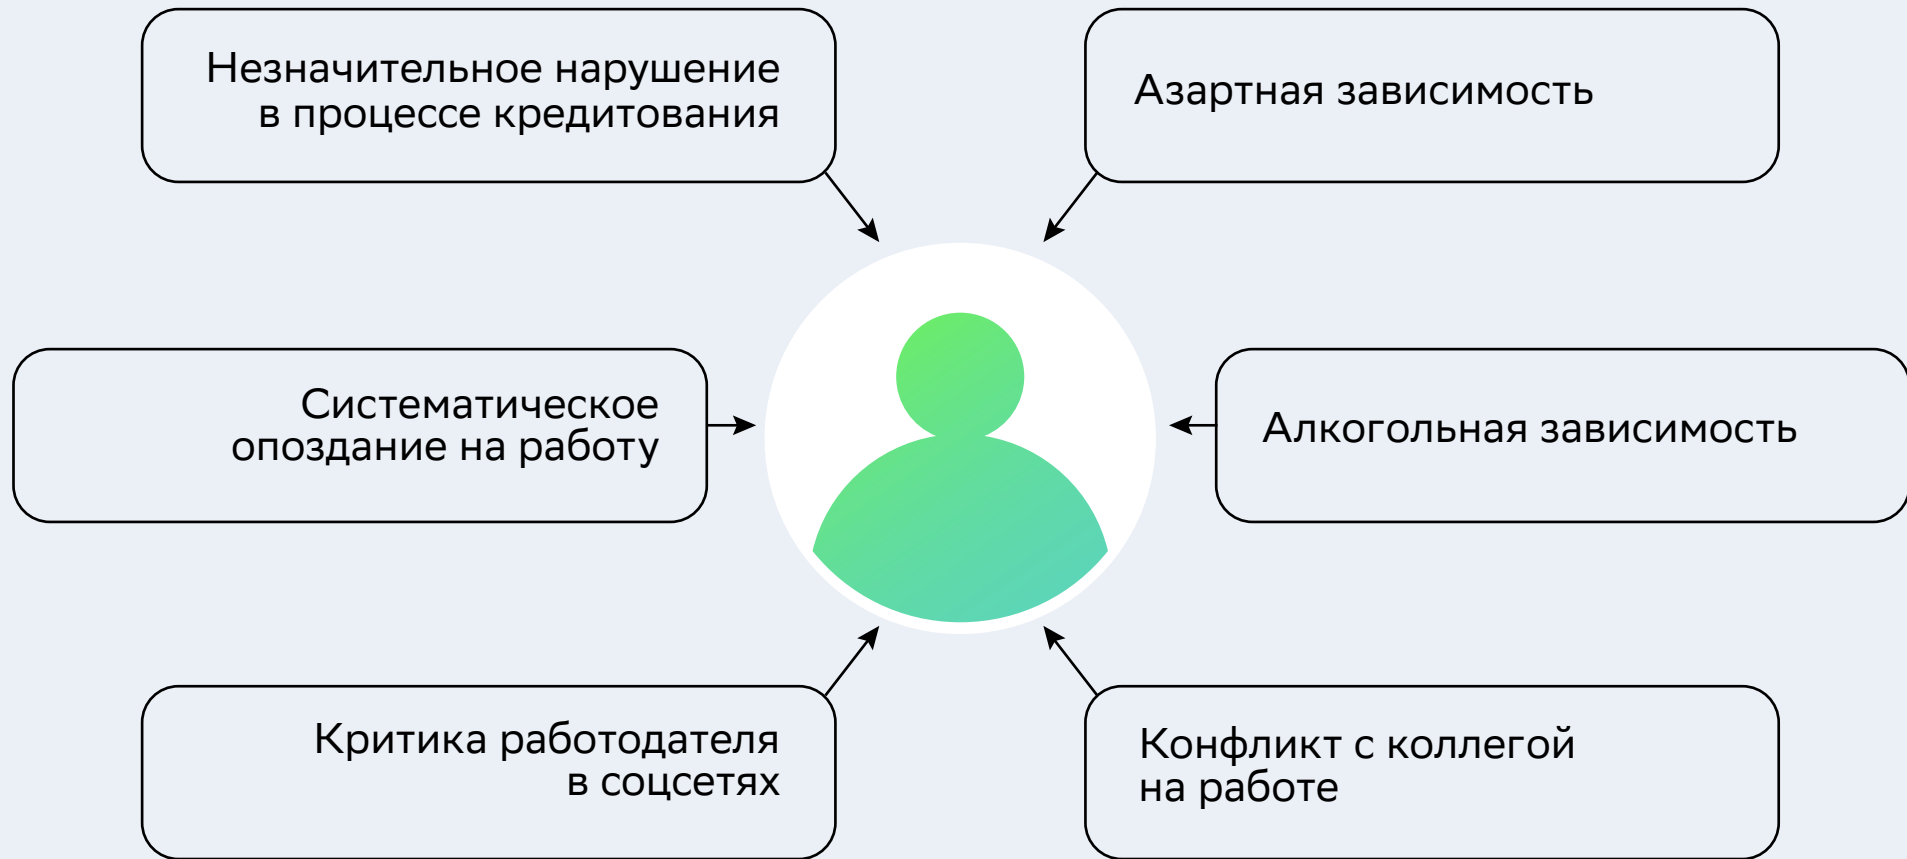 Незначительное нарушение
в процессе кредитования
Азартная зависимость
Систематическое
опоздание на работу
Алкогольная зависимость
Критика работодателя
в соцсетях
Конфликт с коллегой
на работе